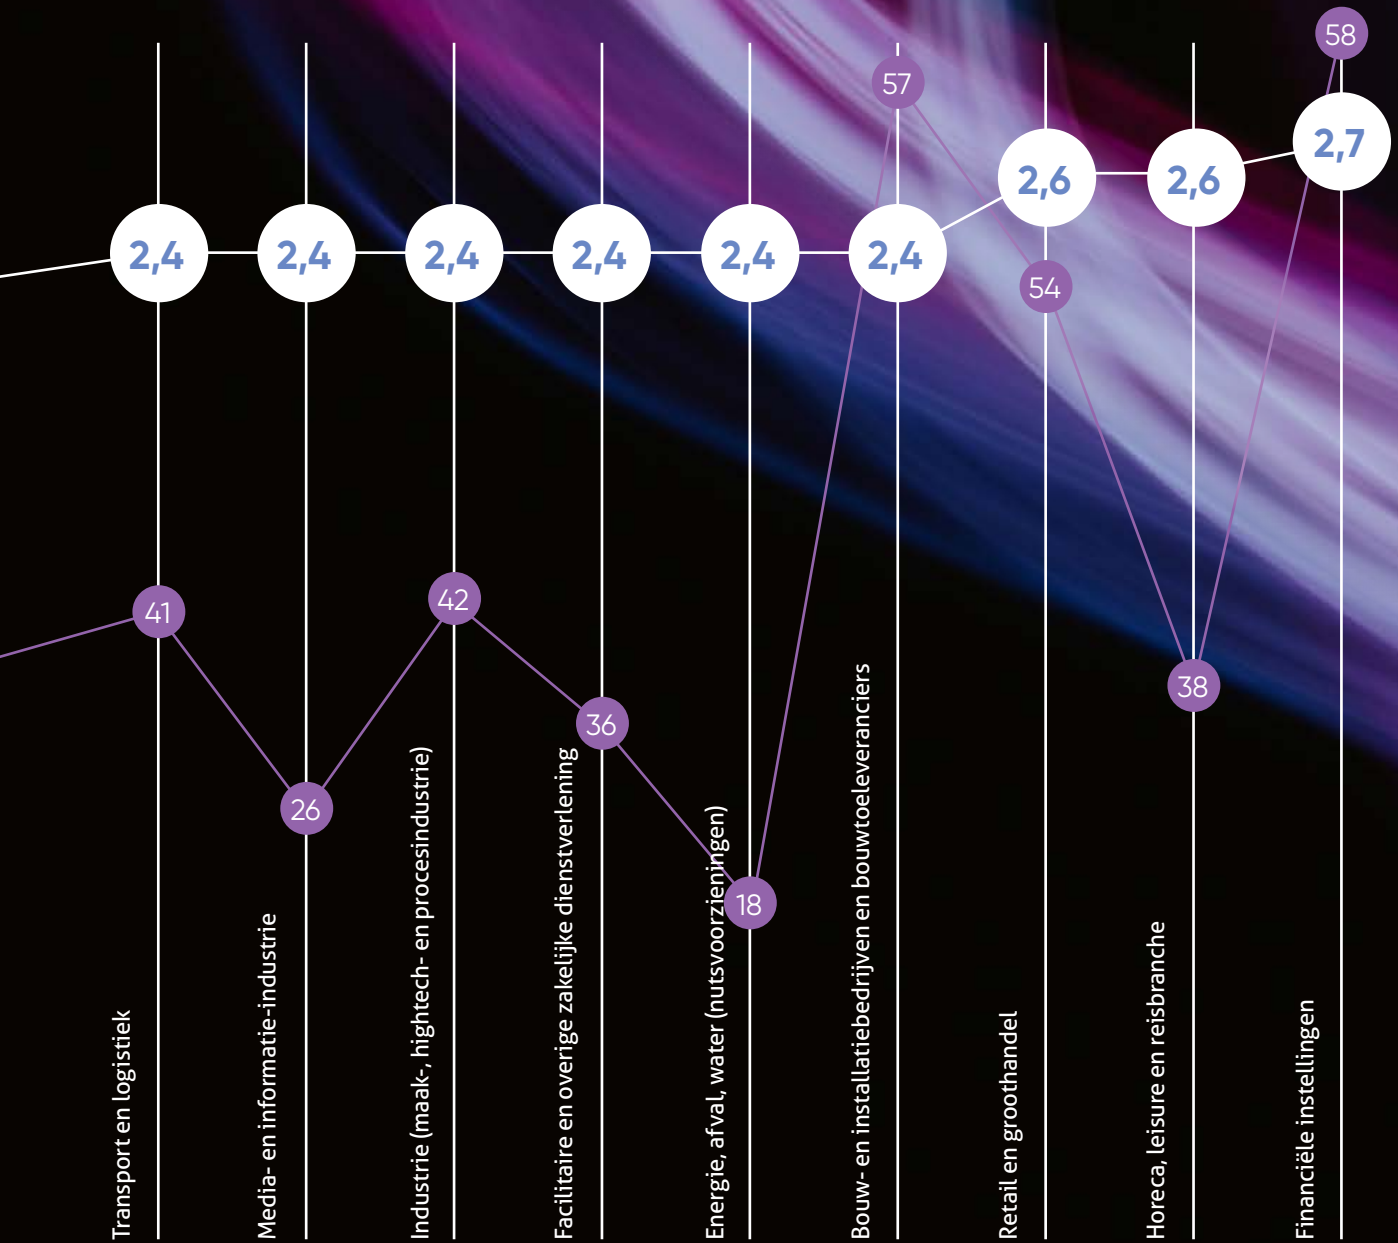 58
57
2,7
2,6
2,6
2,4
2,4
2,4
2,4
2,4
2,4
54
41
42
38
36
26
18
Transport en logistiek
Media- en informatie-industrie
Industrie (maak-, hightech- en procesindustrie)
Facilitaire en overige zakelijke dienstverlening
Energie, afval, water (nutsvoorzieningen)
Bouw- en installatiebedrijven en bouwtoeleveranciers
Retail en groothandel
Horeca, leisure en reisbranche
Financiële instellingen